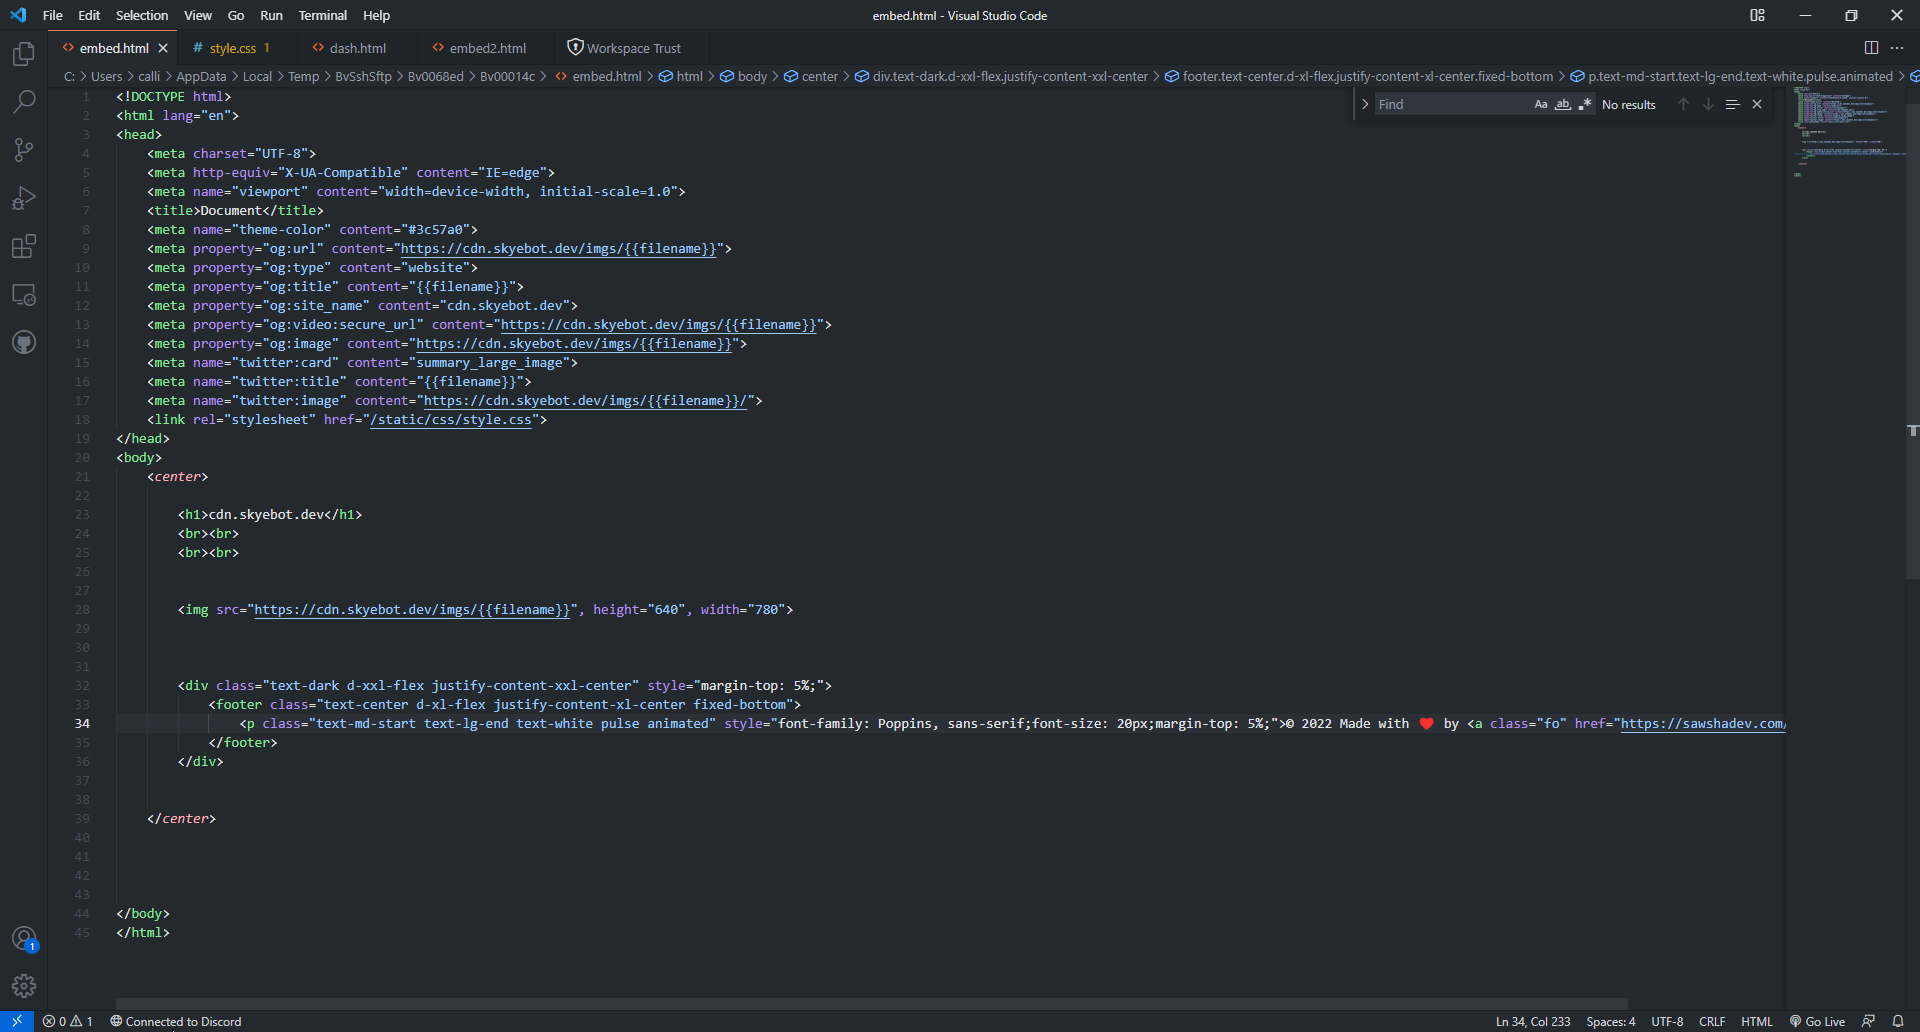 File Edit Selection View Go Run Terminal Help
embed.html - Visual Studio Code
embed.html
# style.css 1
dash.html
embed2.html
Workspace Trust
C: > Users > calli > AppData > Local > Temp > BvSshSftp > Bv0068ed > Bv00014c > embed.html > html > body > center > div.text-dark.d-xxl-flex.justify-content-xxl-center > footer.text-center.d-xl-flex.justify-content-xl-center.fixed-bottom > p.text-md-start.text-lg-end.text-white.pulse.animated >
Find Aa ab, .* No results
1 <!DOCTYPE html>
2 <html lang="en">
3 <head>
4 <meta charset="UTF-8">
5 <meta http-equiv="X-UA-Compatible" content="IE=edge">
6 <meta name="viewport" content="width=device-width, initial-scale=1.0">
7 <title>Document</title>
8 <meta name="theme-color" content="#3c57a0">
9 <meta property="og:url" content="https://cdn.skyebot.dev/imgs/{{filename}}">
10 <meta property="og:type" content="website">
11 <meta property="og:title" content="{{filename}}">
12 <meta property="og:site_name" content="cdn.skyebot.dev">
13 <meta property="og:video:secure_url" content="https://cdn.skyebot.dev/imgs/{{filename}}">
14 <meta property="og:image" content="https://cdn.skyebot.dev/imgs/{{filename}}">
15 <meta name="twitter:card" content="summary_large_image">
16 <meta name="twitter:title" content="{{filename}}">
17 <meta name="twitter:image" content="https://cdn.skyebot.dev/imgs/{{filename}}/">
18 <link rel="stylesheet" href="/static/css/style.css">
19 </head>
20 <body>
21 <center>
22
23 <h1>cdn.skyebot.dev</h1>
24 <br><br>
25 <br><br>
26
27
28 <img src="https://cdn.skyebot.dev/imgs/{{filename}}", height="640", width="780">
29
30
31
32 <div class="text-dark d-xxl-flex justify-content-xxl-center" style="margin-top: 5%;">
33 <footer class="text-center d-xl-flex justify-content-xl-center fixed-bottom">
34 <p class="text-md-start text-lg-end text-white pulse animated" style="font-family: Poppins, sans-serif;font-size: 20px;margin-top: 5%;">© 2022 Made with ❤️ by <a class="fo" href="https://sawshadev.com/
35 </footer>
36 </div>
37
38
39 </center>
40
41
42
43
44 </body>
45 </html>
1
0 1 Connected to Discord
Ln 34, Col 233 Spaces: 4 UTF-8 CRLF HTML Go Live